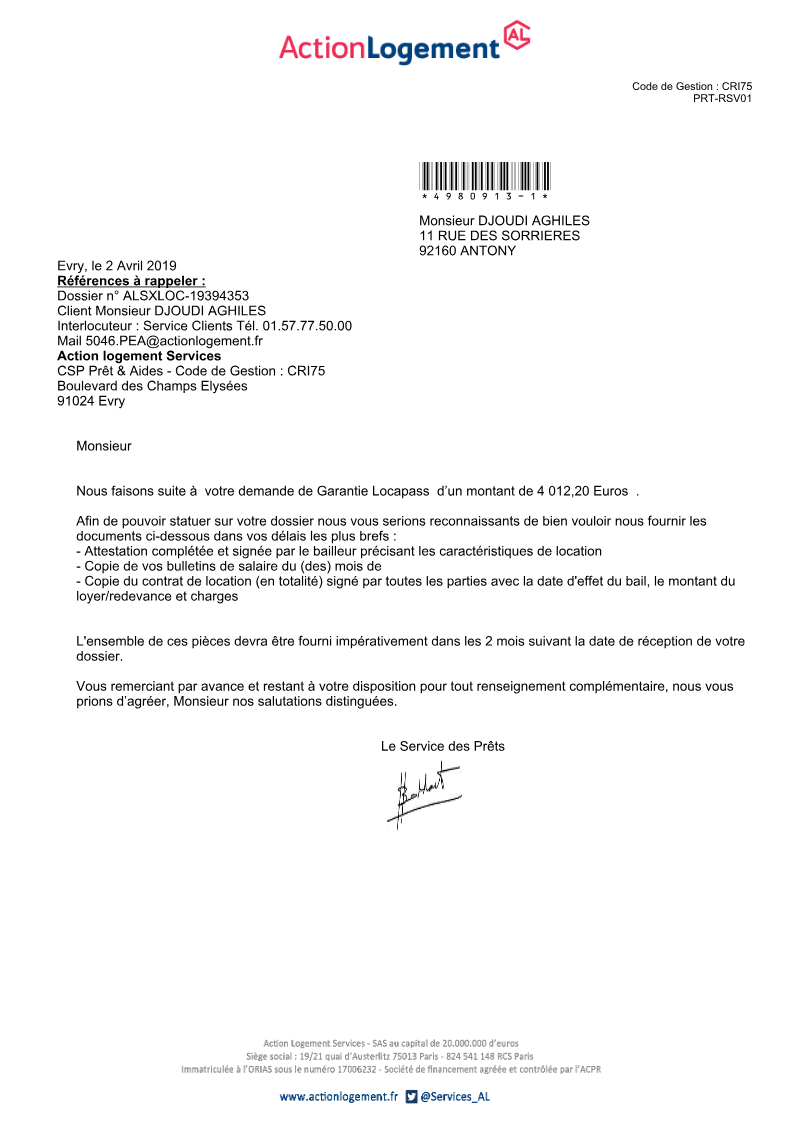 ActionLogement AL
Code de Gestion : CRI75
PRT-RSV01
*4980913-1*
Monsieur DJOUDI AGHILES
11 RUE DES SORRIERES
92160 ANTONY
Evry, le 2 Avril 2019
Références à rappeler :
Dossier n° ALSXLOC-19394353
Client Monsieur DJOUDI AGHILES
Interlocuteur : Service Clients Tél. 01.57.77.50.00
Mail 5046.PEA@actionlogement.fr
Action logement Services
CSP Prêt & Aides - Code de Gestion : CRI75
Boulevard des Champs Elysées
91024 Evry
Monsieur
Nous faisons suite à votre demande de Garantie Locapass d'un montant de 4 012,20 Euros .
Afin de pouvoir statuer sur votre dossier nous vous serions reconnaissants de bien vouloir nous fournir les
documents ci-dessous dans vos délais les plus brefs :
- Attestation complétée et signée par le bailleur précisant les caractéristiques de location
- Copie de vos bulletins de salaire du (des) mois de
- Copie du contrat de location (en totalité) signé par toutes les parties avec la date d'effet du bail, le montant du
loyer/redevance et charges
L'ensemble de ces pièces devra être fourni impérativement dans les 2 mois suivant la date de réception de votre
dossier.
Vous remerciant par avance et restant à votre disposition pour tout renseignement complémentaire, nous vous
prions d'agréer, Monsieur nos salutations distinguées.
Le Service des Prêts
Action Logement Services - SAS au capital de 20.000.000 d'euros
Siège social : 19/21 quai d'Austerlitz 75013 Paris - 824 541 148 RCS Paris
Immatriculée à l'ORIAS sous le numéro 17006232 - Société de financement agréée et contrôlée par l'ACPR
www.actionlogement.fr @Services_AL